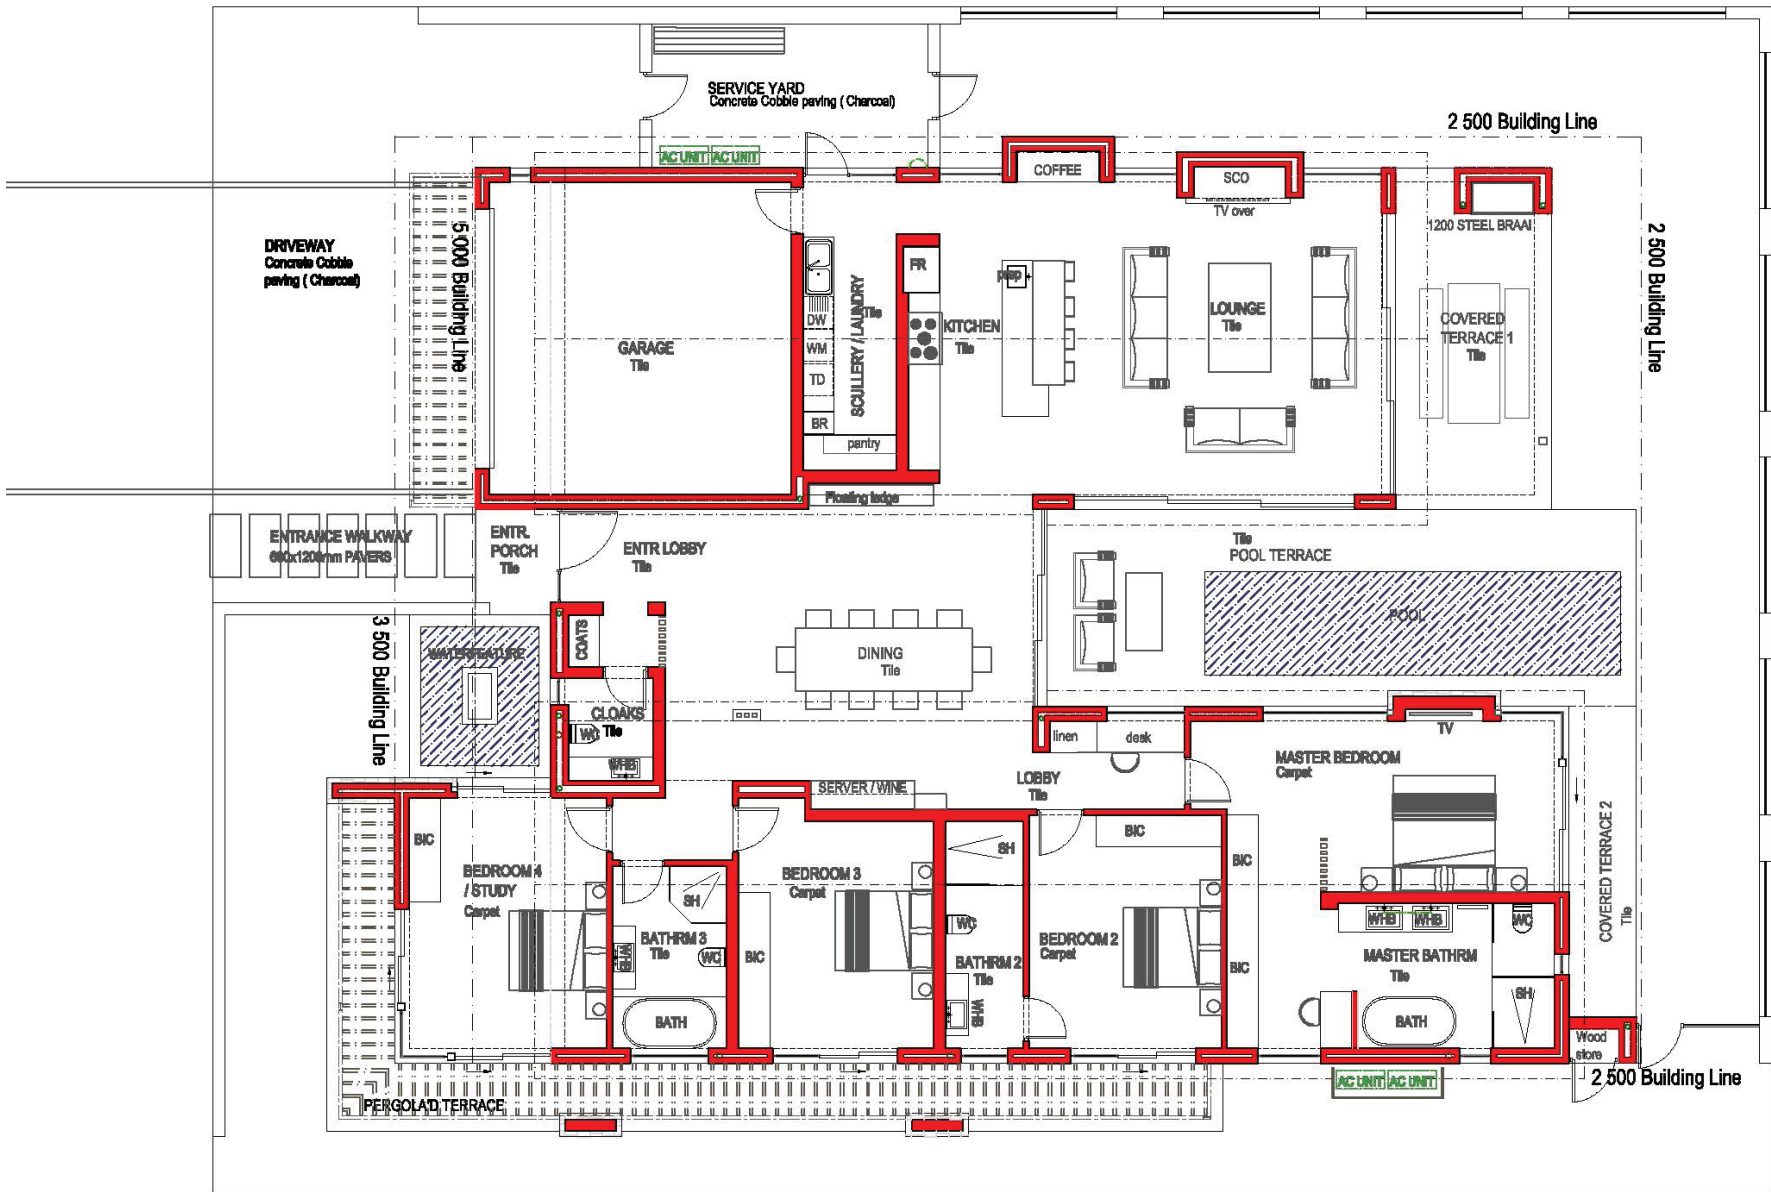 SERVICE YARD
Concrete Cobble paving ( Charcoal)
2 500 Building Line
AC UNIT AC UNIT
COFFEE
SCO
TV over
1200 STEEL BRAAI
DRIVEWAY
Concrete Cobble
paving ( Charcoal)
5 000 Building Line
2 500 Building Line
FR
prep
SCULLERY / LAUNDRY
Tile
DW
WM
TD
BR
pantry
KITCHEN
Tile
LOUNGE
Tile
COVERED
TERRACE 1
Tile
GARAGE
Tile
Floating ledge
ENTRANCE WALKWAY
600x1200mm PAVERS
ENTR.
PORCH
Tile
ENTR LOBBY
Tile
Tile
POOL TERRACE
POOL
3 500 Building Line
WATERFEATURE
COATS
DINING
Tile
CLOAKS
Tile
WC
WHB
linen
desk
TV
MASTER BEDROOM
Carpet
LOBBY
Tile
SERVER / WINE
COVERED TERRACE 2
Tile
BIC
BEDROOM 4
/ STUDY
Carpet
SH
BATHRM 3
Tile
WHB
WC
BATH
BEDROOM 3
Carpet
BIC
SH
WC
BATHRM 2
Tile
WHB
BIC
BEDROOM 2
Carpet
BIC
BIC
WHB
WHB
WC
MASTER BATHRM
Tile
SH
BATH
Wood
store
2 500 Building Line
AC UNIT AC UNIT
PERGOLA'D TERRACE